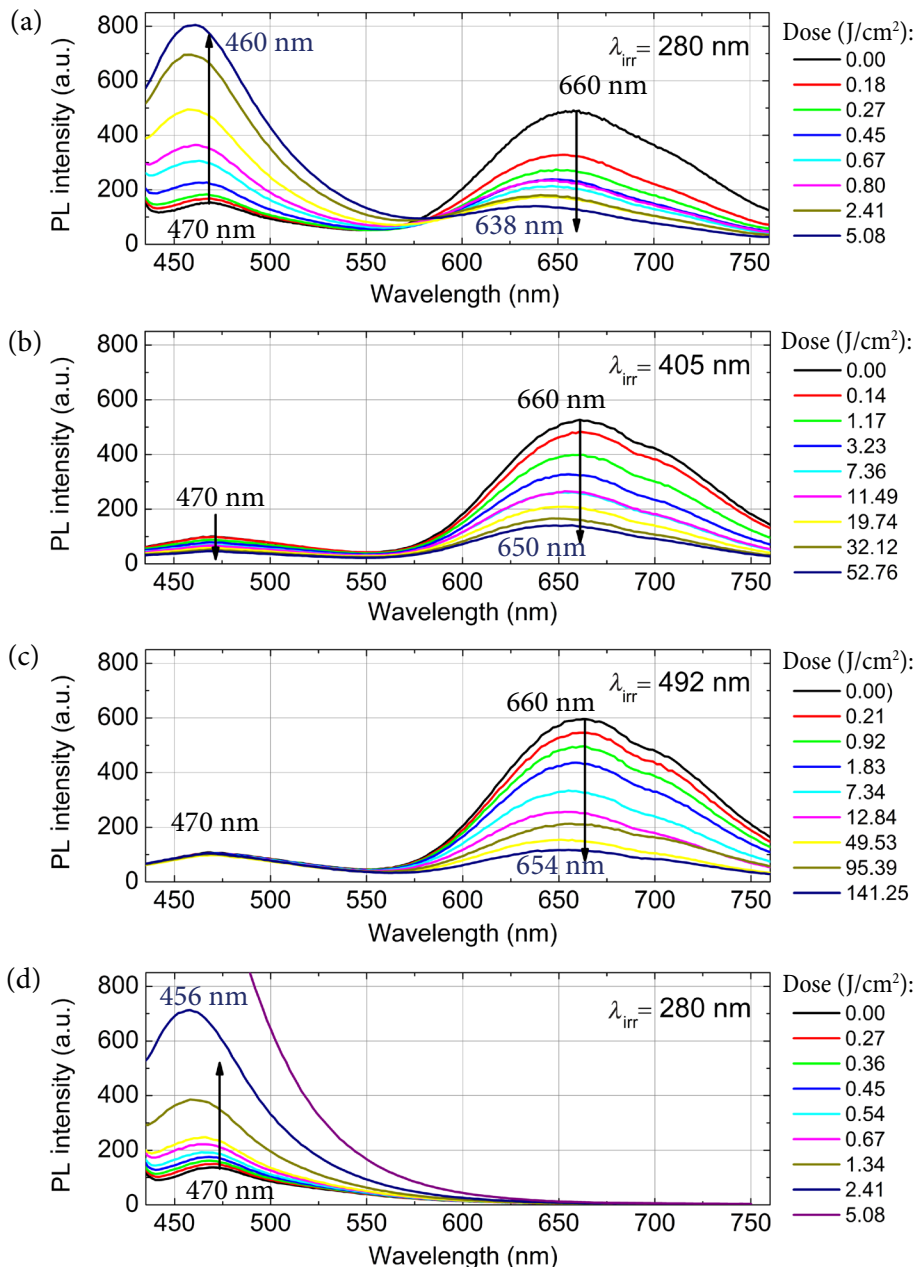 (a)
PL intensity (a.u.)
800
600
400
200
0
460 nm
470 nm
λirr= 280 nm
660 nm
638 nm
450 500 550 600 650 700 750
Wavelength (nm)
Dose (J/cm²):
0.00
0.18
0.27
0.45
0.67
0.80
2.41
5.08
(b)
PL intensity (a.u.)
800
600
400
200
0
470 nm
λirr= 405 nm
660 nm
650 nm
450 500 550 600 650 700 750
Wavelength (nm)
Dose (J/cm²):
0.00
0.14
1.17
3.23
7.36
11.49
19.74
32.12
52.76
(c)
PL intensity (a.u.)
800
600
400
200
0
470 nm
λirr= 492 nm
660 nm
654 nm
450 500 550 600 650 700 750
Wavelength (nm)
Dose (J/cm²):
0.00)
0.21
0.92
1.83
7.34
12.84
49.53
95.39
141.25
(d)
PL intensity (a.u.)
800
600
400
200
0
456 nm
470 nm
λirr= 280 nm
450 500 550 600 650 700 750
Wavelength (nm)
Dose (J/cm²):
0.00
0.27
0.36
0.45
0.54
0.67
1.34
2.41
5.08